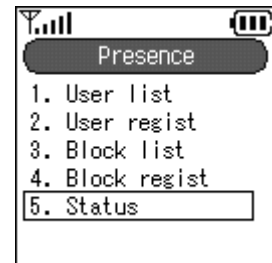 Presence
1. User list
2. User regist
3. Block list
4. Block regist
5. Status